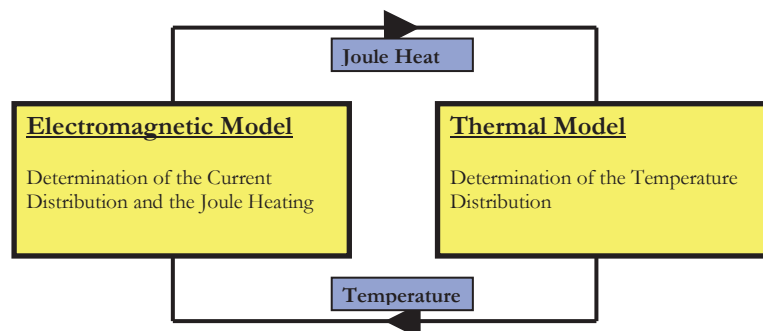 Joule Heat
Electromagnetic Model
Determination of the Current
Distribution and the Joule Heating
Thermal Model
Determination of the Temperature
Distribution
Temperature